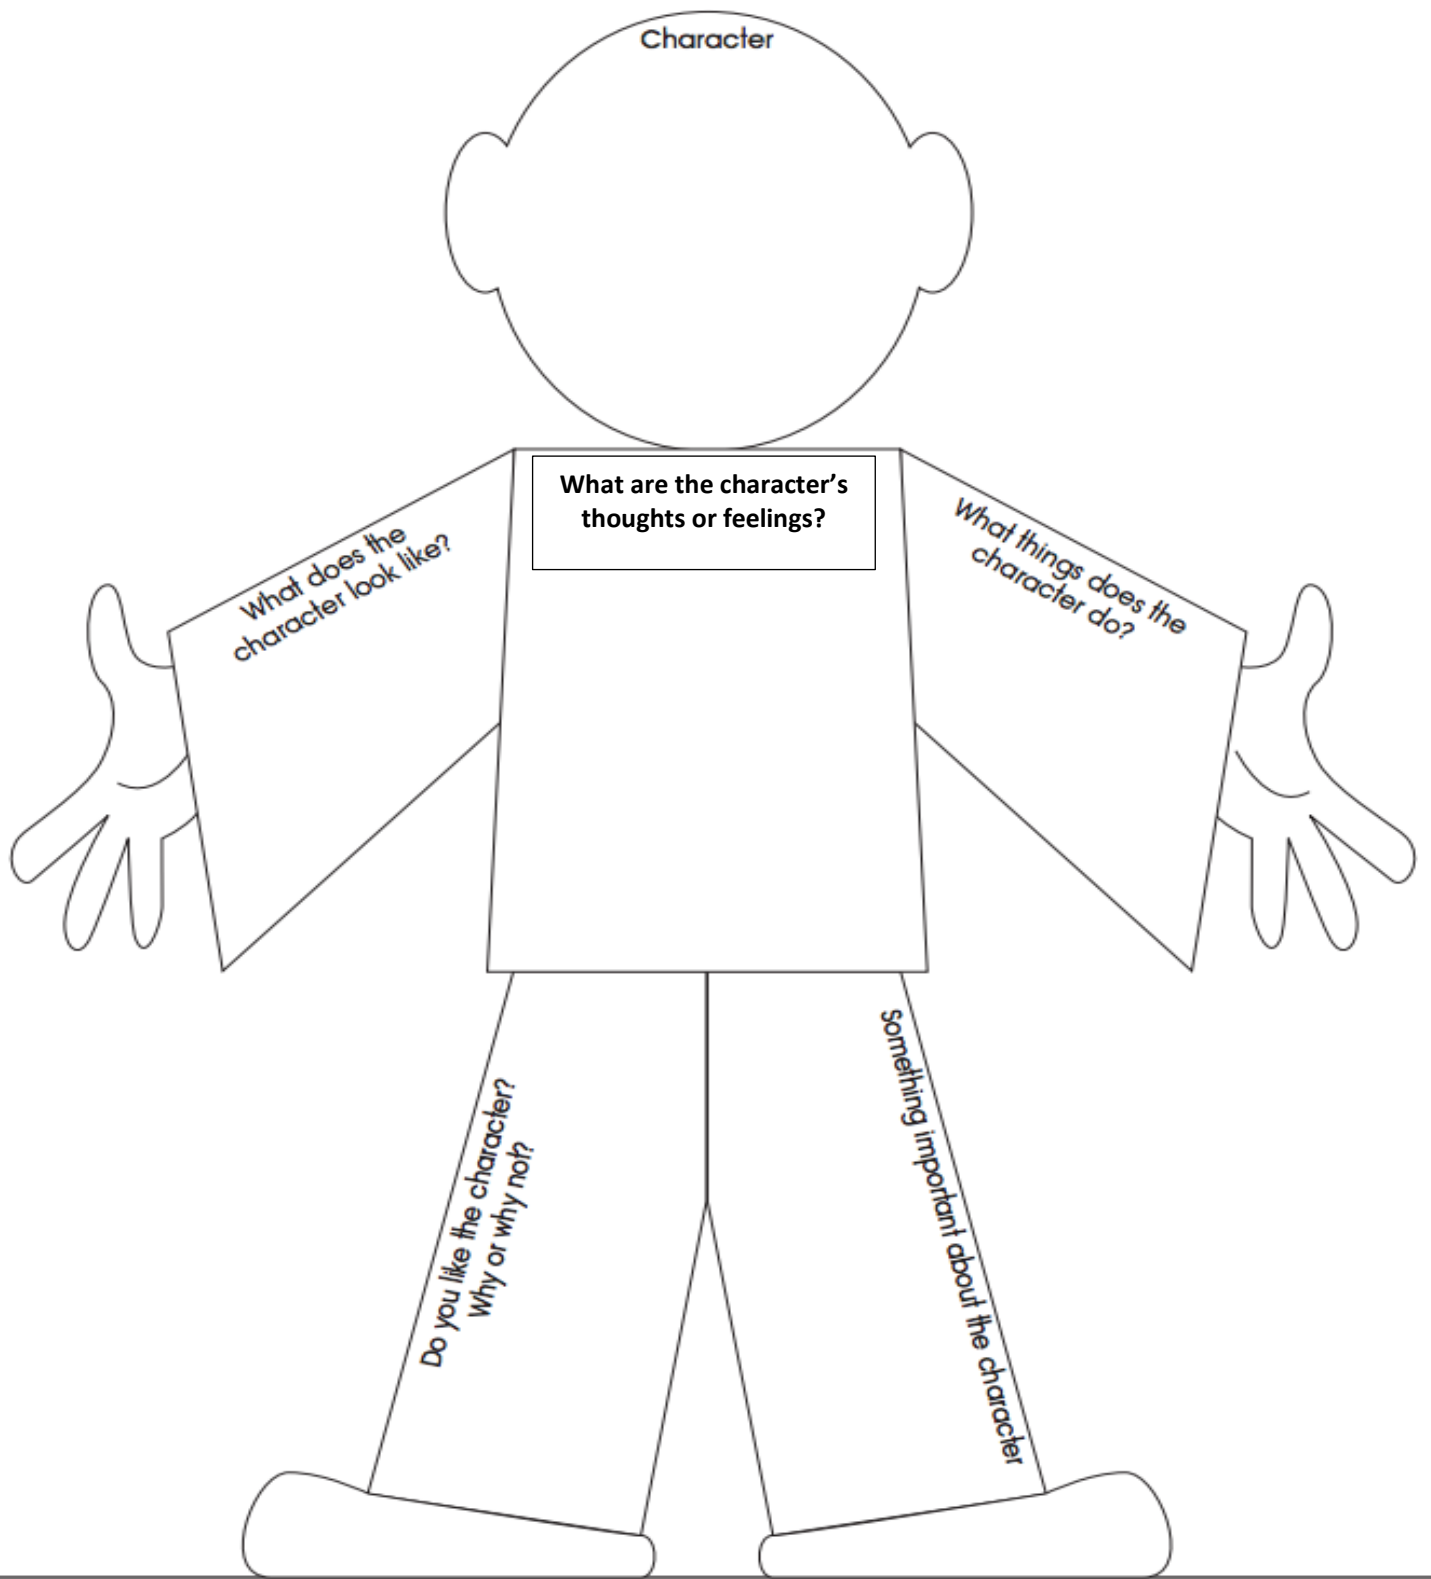 Character
What are the character’s
thoughts or feelings?
What does the
character look like?
What things does the
character do?
Do you like the character?
Why or why not?
Something important about the character